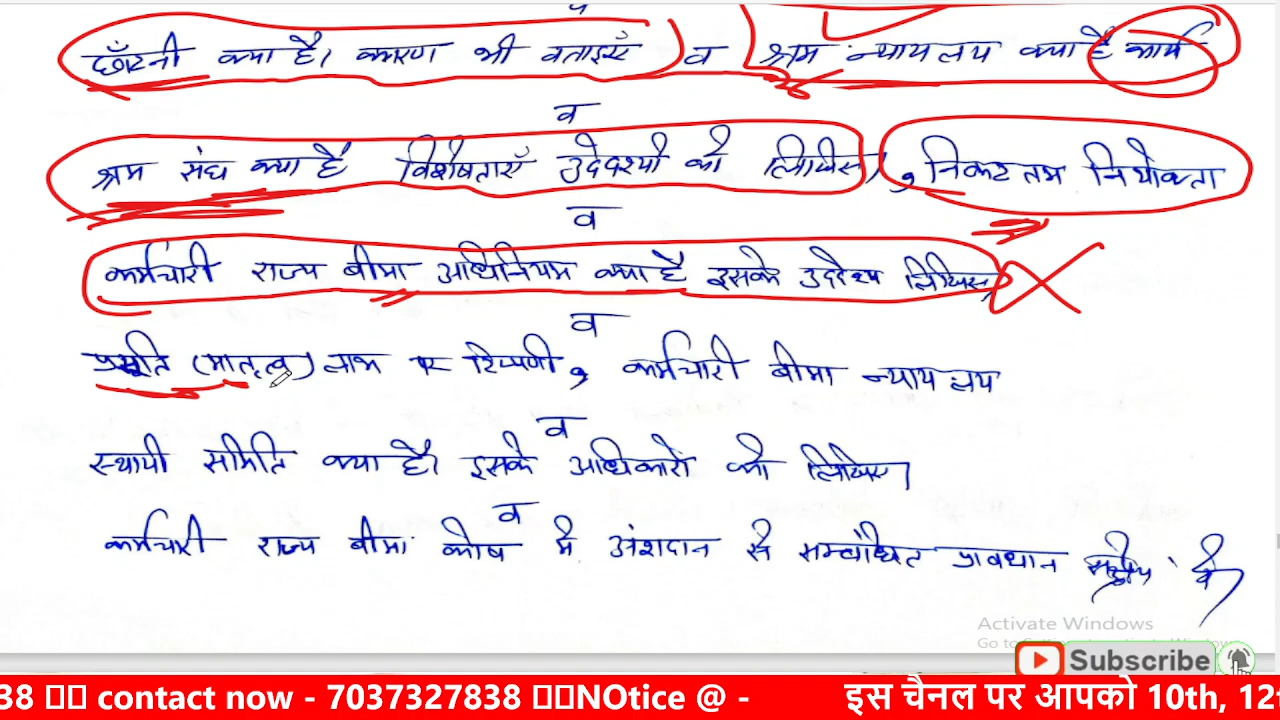 छँटनी क्या है। कारण भी बताइएँ व श्रम न्यायलय क्या है कार्य
व
श्रम संघ क्या है विशेषताएँ उद्देश्यों को लिखिए। , निकटतम नियोक्ता
व
कर्मचारी राज्य बीमा अधिनियम क्या है इसके उद्देश्य लिखिए,
व
प्रसूति (मातृत्व) लाभ पर टिप्पणी, कर्मचारी बीमा न्यायलय
व
स्थायी समिति क्या है। इसके अधिकारों को लिखिए।
व
कर्मचारी राज्य बीमा कोष में अंशदान से सम्बंधित प्रावधान
Activate Windows
Subscribe
38 contact now - 7037327838 NOtice @ - इस चैनल पर आपको 10th, 12